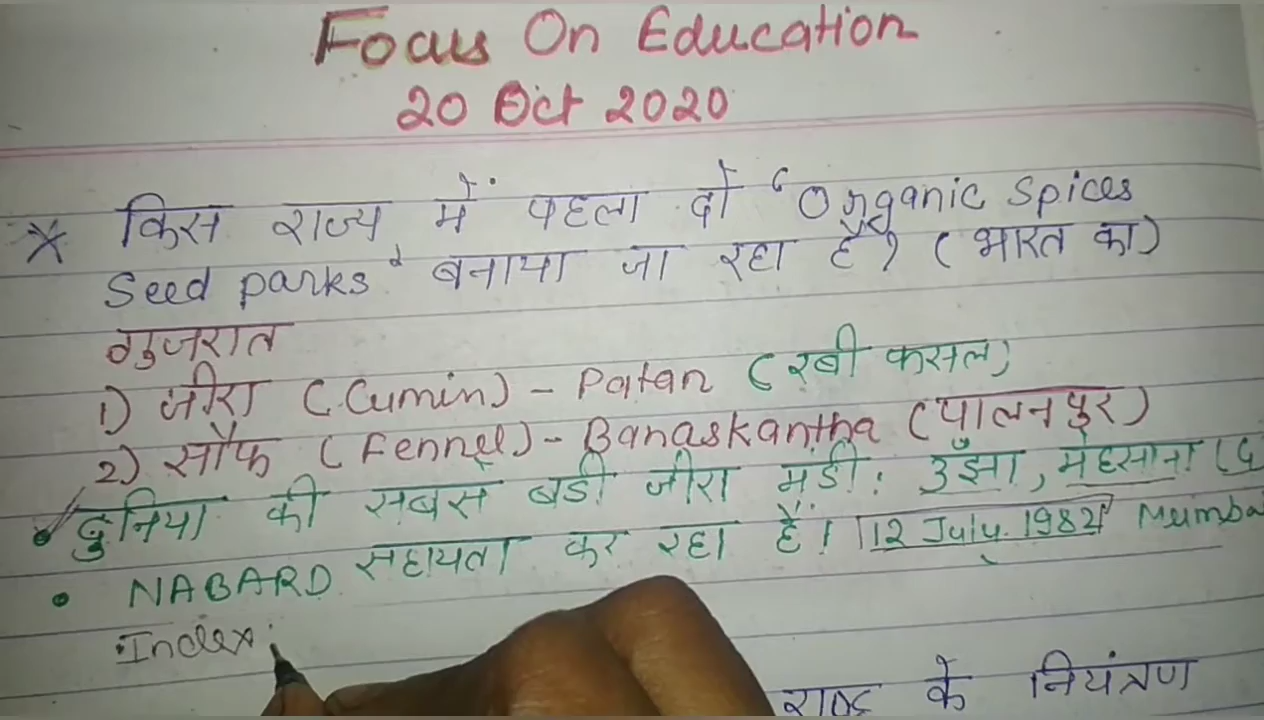 Focus On Education
20 Oct 2020
* किस राज्य में पहला दो 'Organic Spices
Seed parks' बनाया जा रहा है? (भारत का)
गुजरात
1) जीरा (Cumin) - Patan (रबी फसल)
2) सौंफ (Fennel) - Banaskantha (पालनपुर)
दुनिया की सबसे बडी जीरा मंडी: उँझा, मेहसाना (
• NABARD सहायता कर रहा है। 12 July 1982 Mumbai
Index:
के नियंत्रण